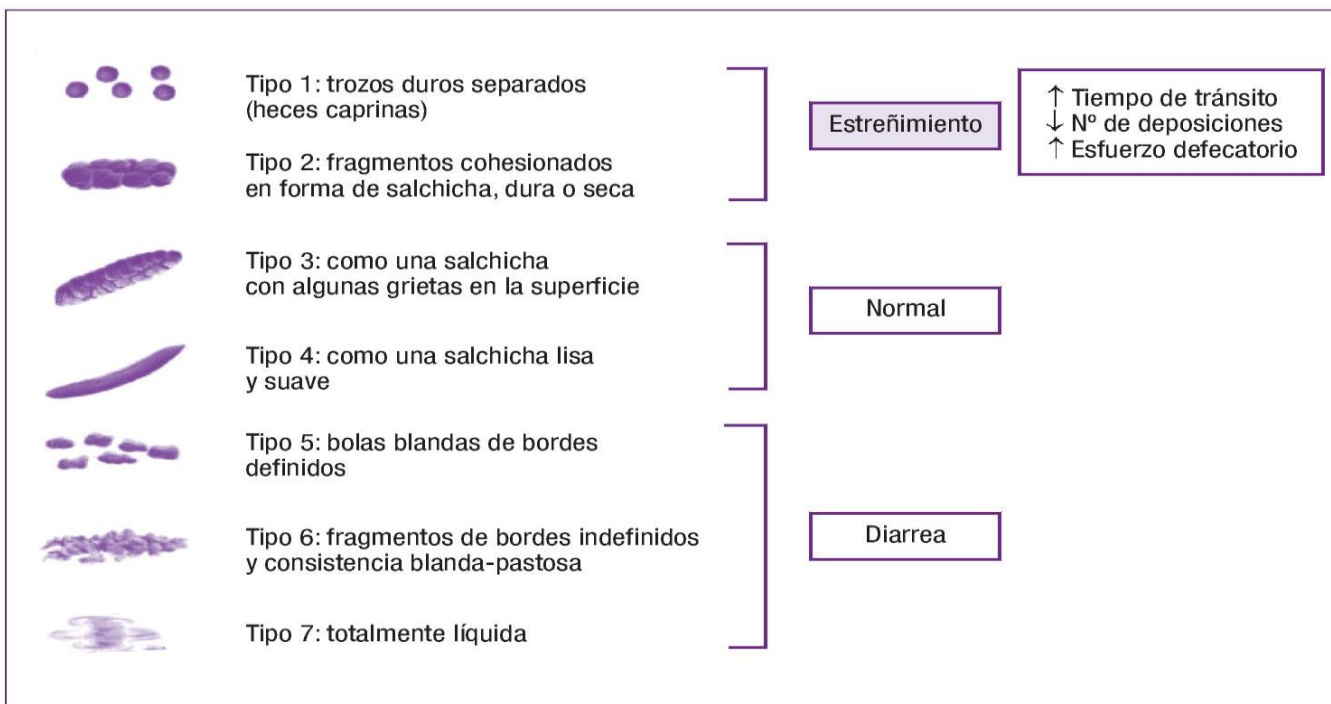 Tipo 1: trozos duros separados
(heces caprinas)
Tipo 2: fragmentos cohesionados
en forma de salchicha, dura o seca
Estreñimiento
↑ Tiempo de tránsito
↓ Nº de deposiciones
↑ Esfuerzo defecatorio
Tipo 3: como una salchicha
con algunas grietas en la superficie
Tipo 4: como una salchicha lisa
y suave
Normal
Tipo 5: bolas blandas de bordes
definidos
Tipo 6: fragmentos de bordes indefinidos
y consistencia blanda-pastosa
Tipo 7: totalmente líquida
Diarrea